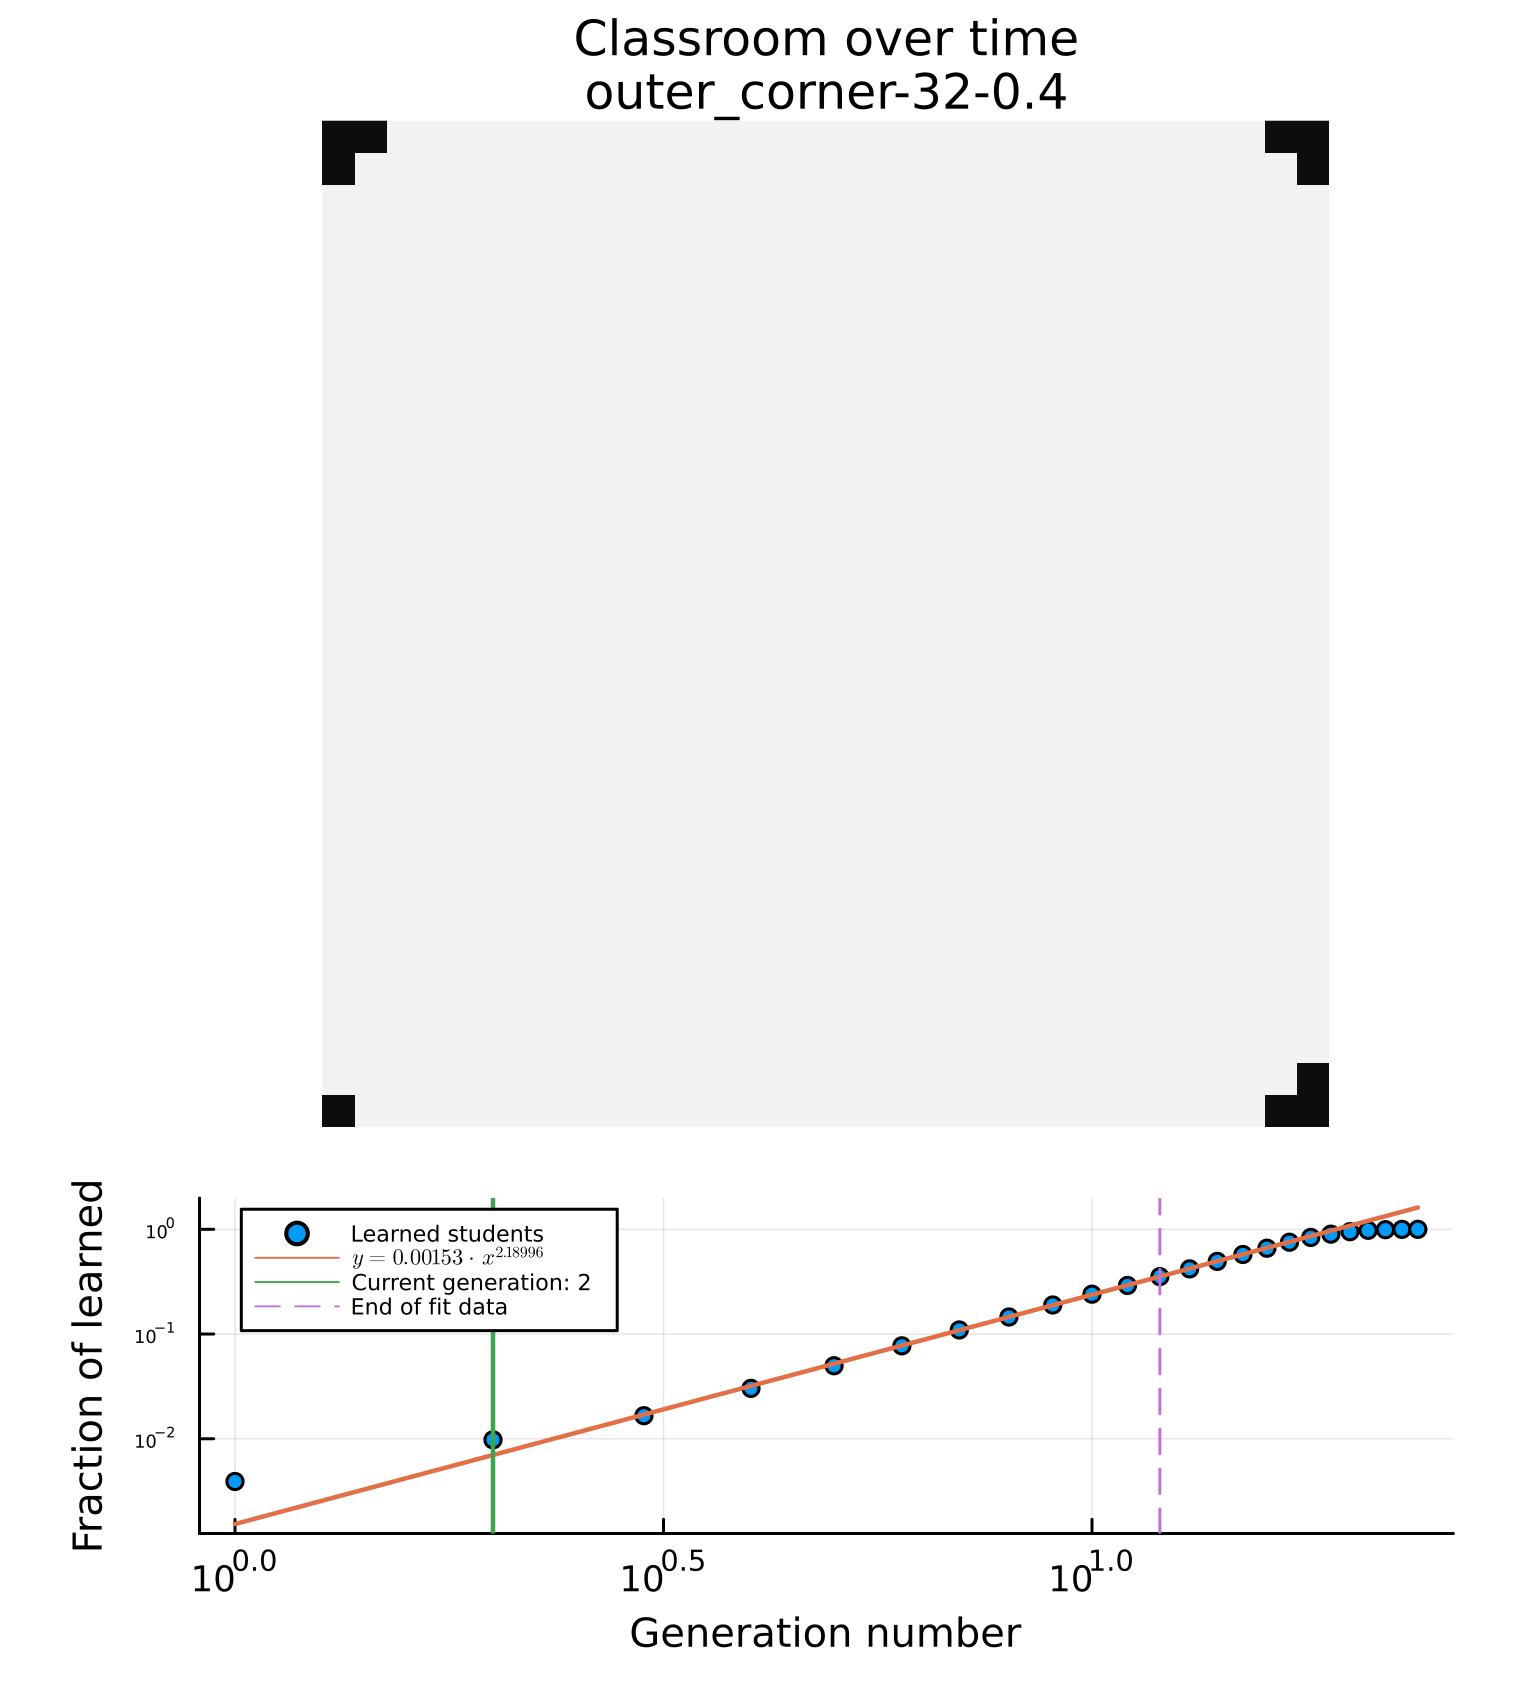 Classroom over time
outer_corner-32-0.4
Fraction of learned
10^0
10^−1
10^−2
Learned students
y = 0.00153 · x^2.18996
Current generation: 2
End of fit data
10^0.0 10^0.5 10^1.0
Generation number